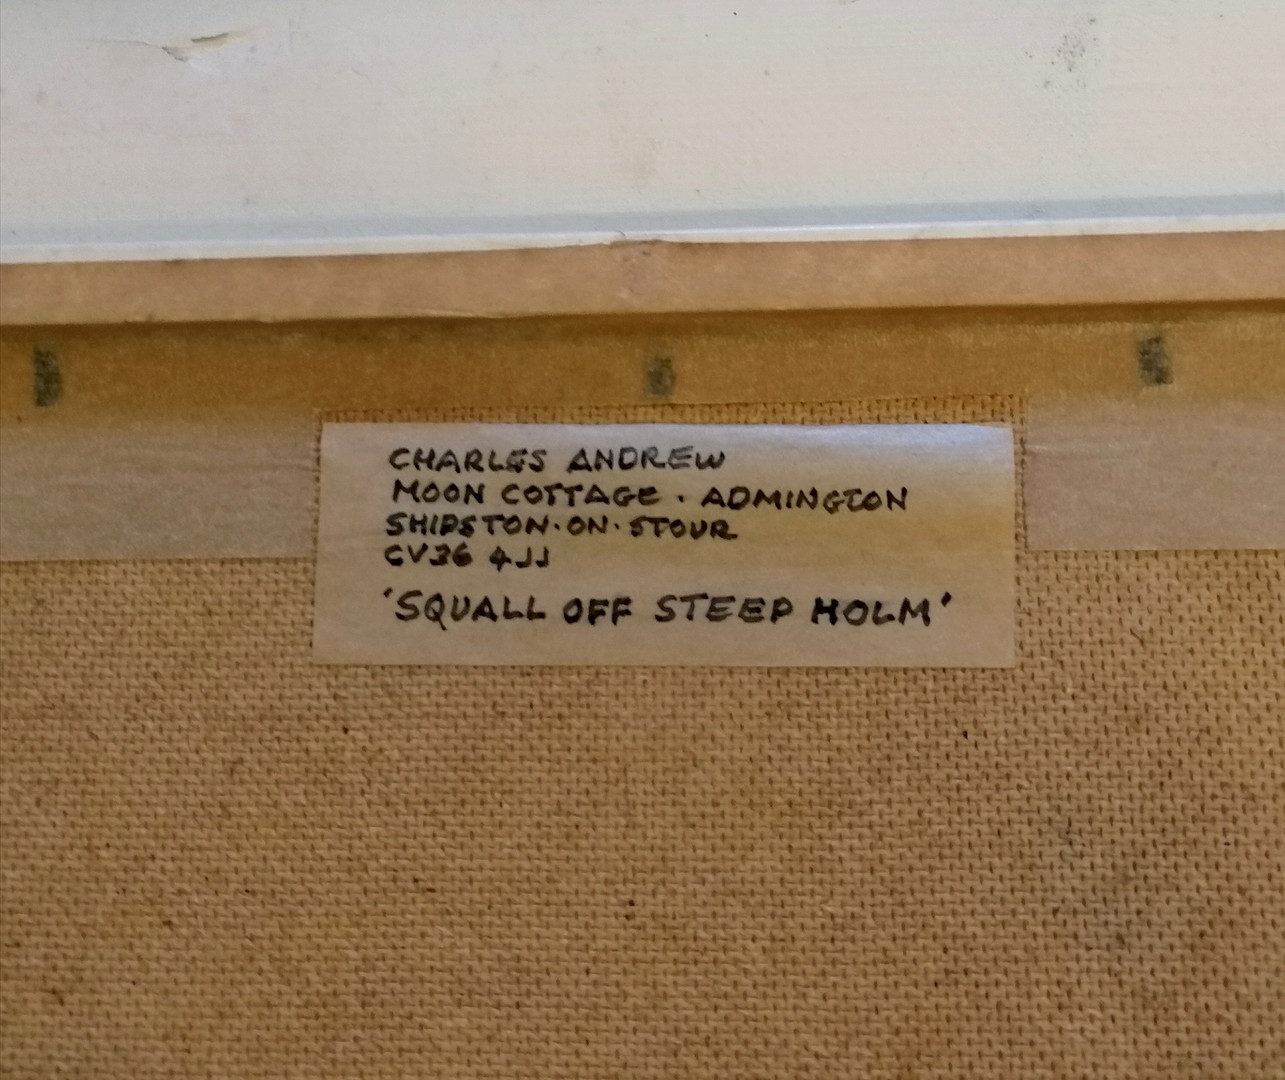 CHARLES ANDREW
MOON COTTAGE · ADMINGTON
SHIPSTON·ON·STOUR
CV36 4JJ
'SQUALL OFF STEEP HOLM'